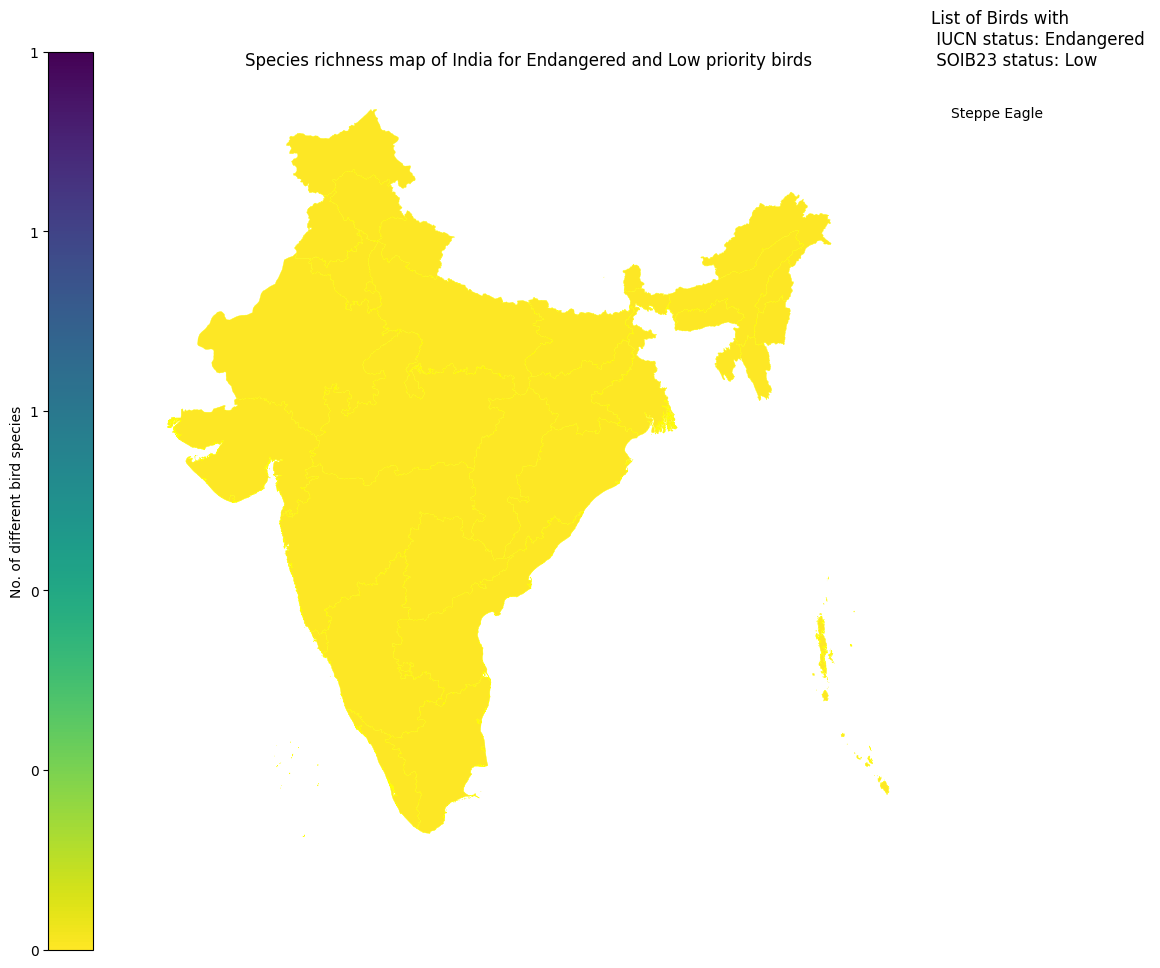 List of Birds with
IUCN status: Endangered
SOIB23 status: Low
Species richness map of India for Endangered and Low priority birds
Steppe Eagle
1
1
1
0
0
0
No. of different bird species